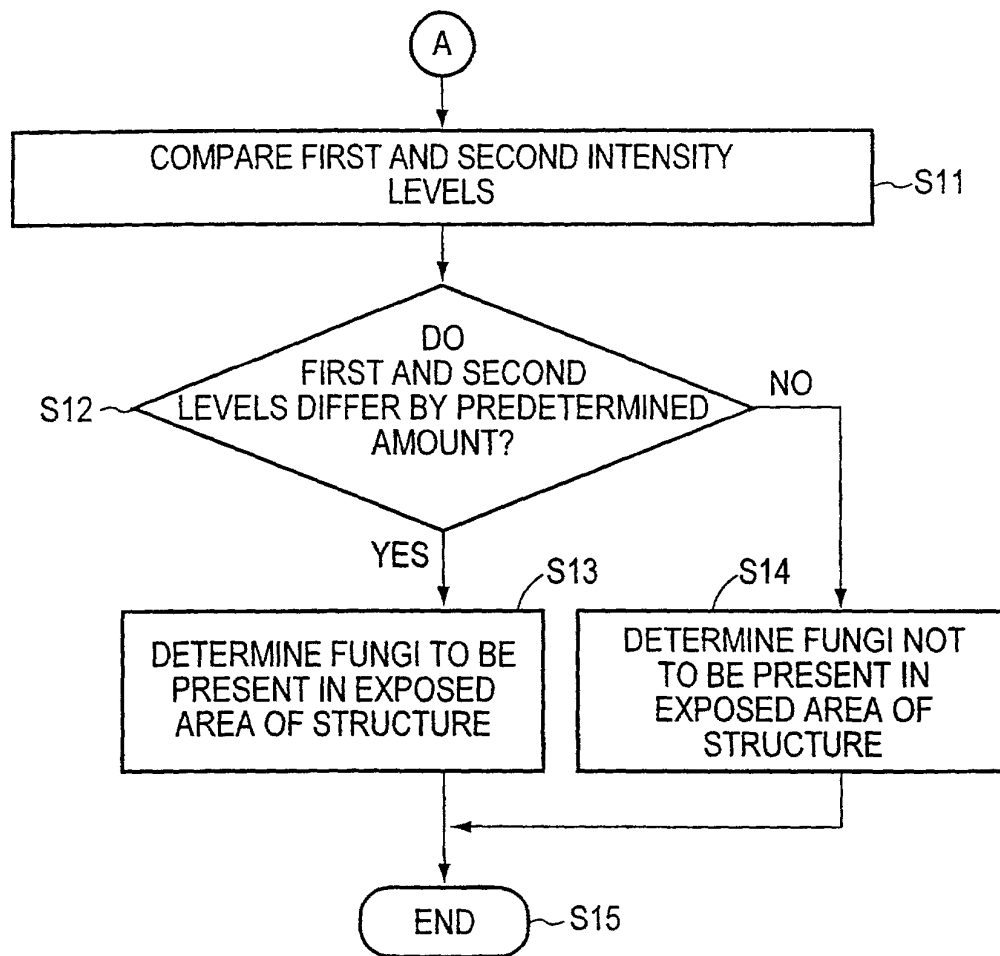 A
COMPARE FIRST AND SECOND INTENSITY
LEVELS
S11
DO
FIRST AND SECOND
LEVELS DIFFER BY PREDETERMINED
AMOUNT?
S12
NO
YES
S13
DETERMINE FUNGI TO BE
PRESENT IN EXPOSED
AREA OF STRUCTURE
S14
DETERMINE FUNGI NOT
TO BE PRESENT IN
EXPOSED AREA OF
STRUCTURE
END
S15